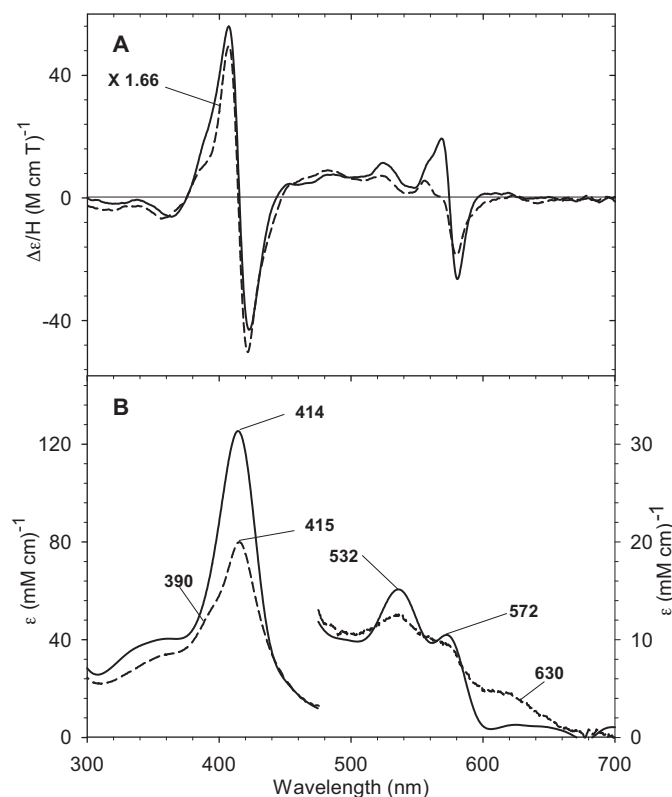 A
X 1.66
40
0
-40
Δε/H (M cm T)⁻¹
B
414
415
390
532
572
630
120
80
40
0
ε (mM cm)⁻¹
30
20
10
0
ε (mM cm)⁻¹
300 400 500 600 700
Wavelength (nm)